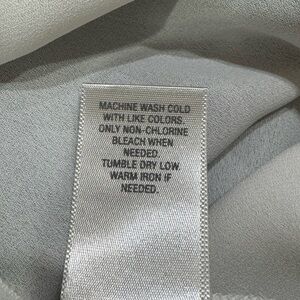 MACHINE WASH COLD
WITH LIKE COLORS.
ONLY NON-CHLORINE
BLEACH WHEN
NEEDED.
TUMBLE DRY LOW.
WARM IRON IF
NEEDED.